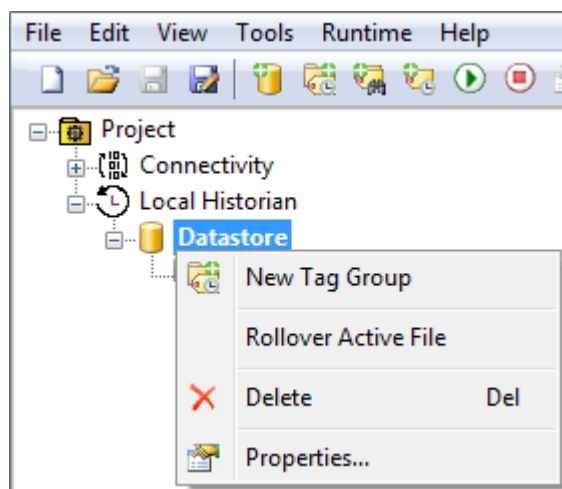 File Edit View Tools Runtime Help
Project
Connectivity
Local Historian
Datastore
New Tag Group
Rollover Active File
Delete Del
Properties...